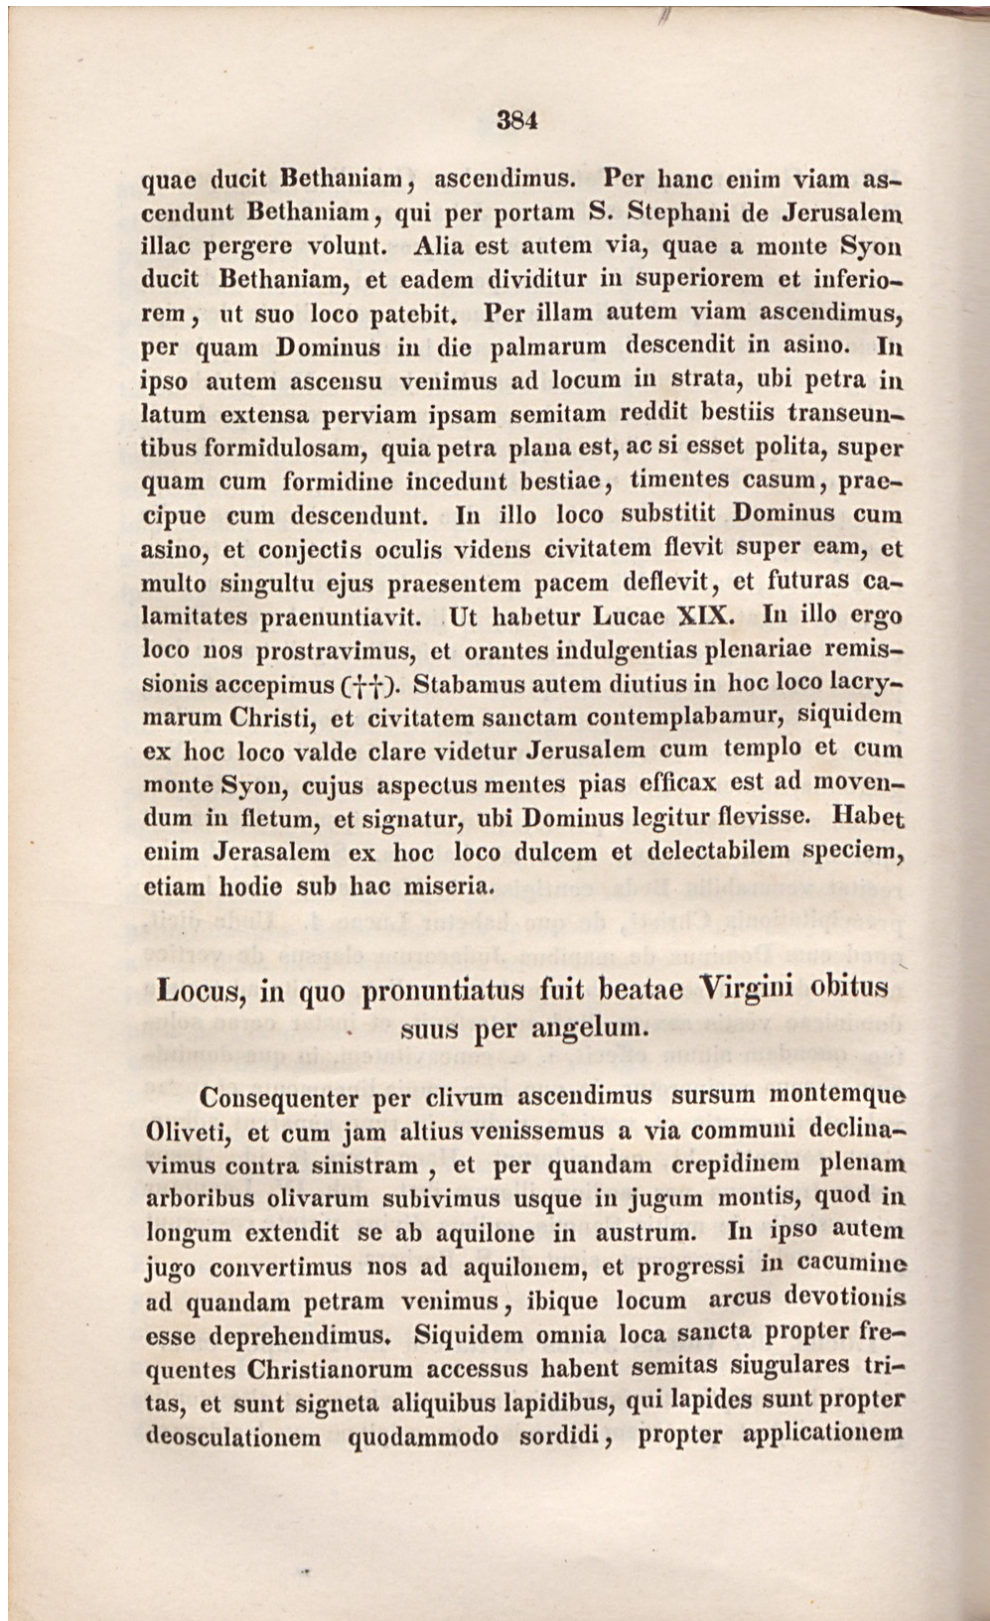 384
quae ducit Bethaniam, ascendimus. Per hanc enim viam as-
cendunt Bethaniam, qui per portam S. Stephani de Jerusalem
illac pergere volunt. Alia est autem via, quae a monte Syon
ducit Bethaniam, et eadem dividitur in superiorem et inferio-
rem, ut suo loco patebit. Per illam autem viam ascendimus,
per quam Dominus in die palmarum descendit in asino. In
ipso autem ascensu venimus ad locum in strata, ubi petra in
latum extensa perviam ipsam semitam reddit bestiis transeun-
tibus formidulosam, quia petra plana est, ac si esset polita, super
quam cum formidine incedunt bestiae, timentes casum, prae-
cipue cum descendunt. In illo loco substitit Dominus cum
asino, et conjectis oculis videns civitatem flevit super eam, et
multo singultu ejus praesentem pacem deflevit, et futuras ca-
lamitates praenuntiavit. Ut habetur Lucae XIX. In illo ergo
loco nos prostravimus, et orantes indulgentias plenariae remis-
sionis accepimus (††). Stabamus autem diutius in hoc loco lacry-
marum Christi, et civitatem sanctam contemplabamur, siquidem
ex hoc loco valde clare videtur Jerusalem cum templo et cum
monte Syon, cujus aspectus mentes pias efficax est ad moven-
dum in fletum, et signatur, ubi Dominus legitur flevisse. Habet
enim Jerasalem ex hoc loco dulcem et delectabilem speciem,
etiam hodie sub hac miseria.
Locus, in quo pronuntiatus fuit beatae Virgini obitus
suus per angelum.
Consequenter per clivum ascendimus sursum montemque
Oliveti, et cum jam altius venissemus a via communi declina-
vimus contra sinistram, et per quandam crepidinem plenam
arboribus olivarum subivimus usque in jugum montis, quod in
longum extendit se ab aquilone in austrum. In ipso autem
jugo convertimus nos ad aquilonem, et progressi in cacumine
ad quandam petram venimus, ibique locum arcus devotionis
esse deprehendimus. Siquidem omnia loca sancta propter fre-
quentes Christianorum accessus habent semitas siugulares tri-
tas, et sunt signeta aliquibus lapidibus, qui lapides sunt propter
deosculationem quodammodo sordidi, propter applicationem